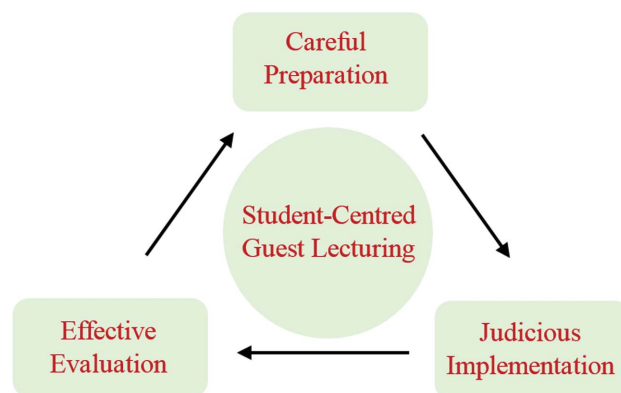 Careful
Preparation
Student-Centred
Guest Lecturing
Effective
Evaluation
Judicious
Implementation